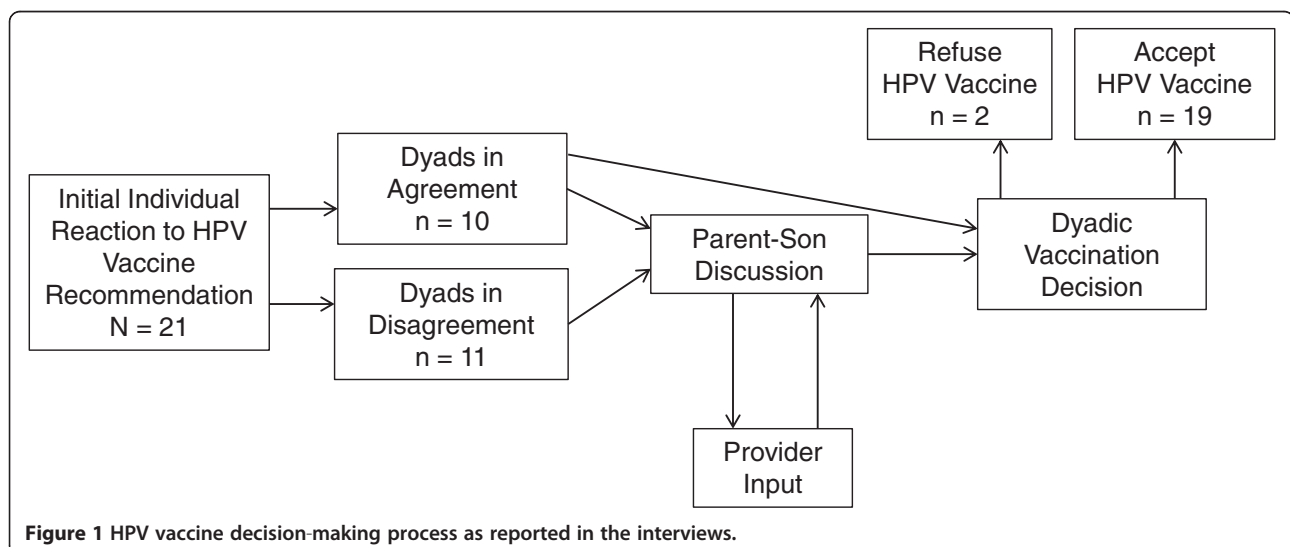 Initial Individual
Reaction to HPV
Vaccine
Recommendation
N = 21
Dyads in
Agreement
n = 10
Dyads in
Disagreement
n = 11
Parent-Son
Discussion
Provider
Input
Dyadic
Vaccination
Decision
Refuse
HPV Vaccine
n = 2
Accept
HPV Vaccine
n = 19
Figure 1 HPV vaccine decision-making process as reported in the interviews.